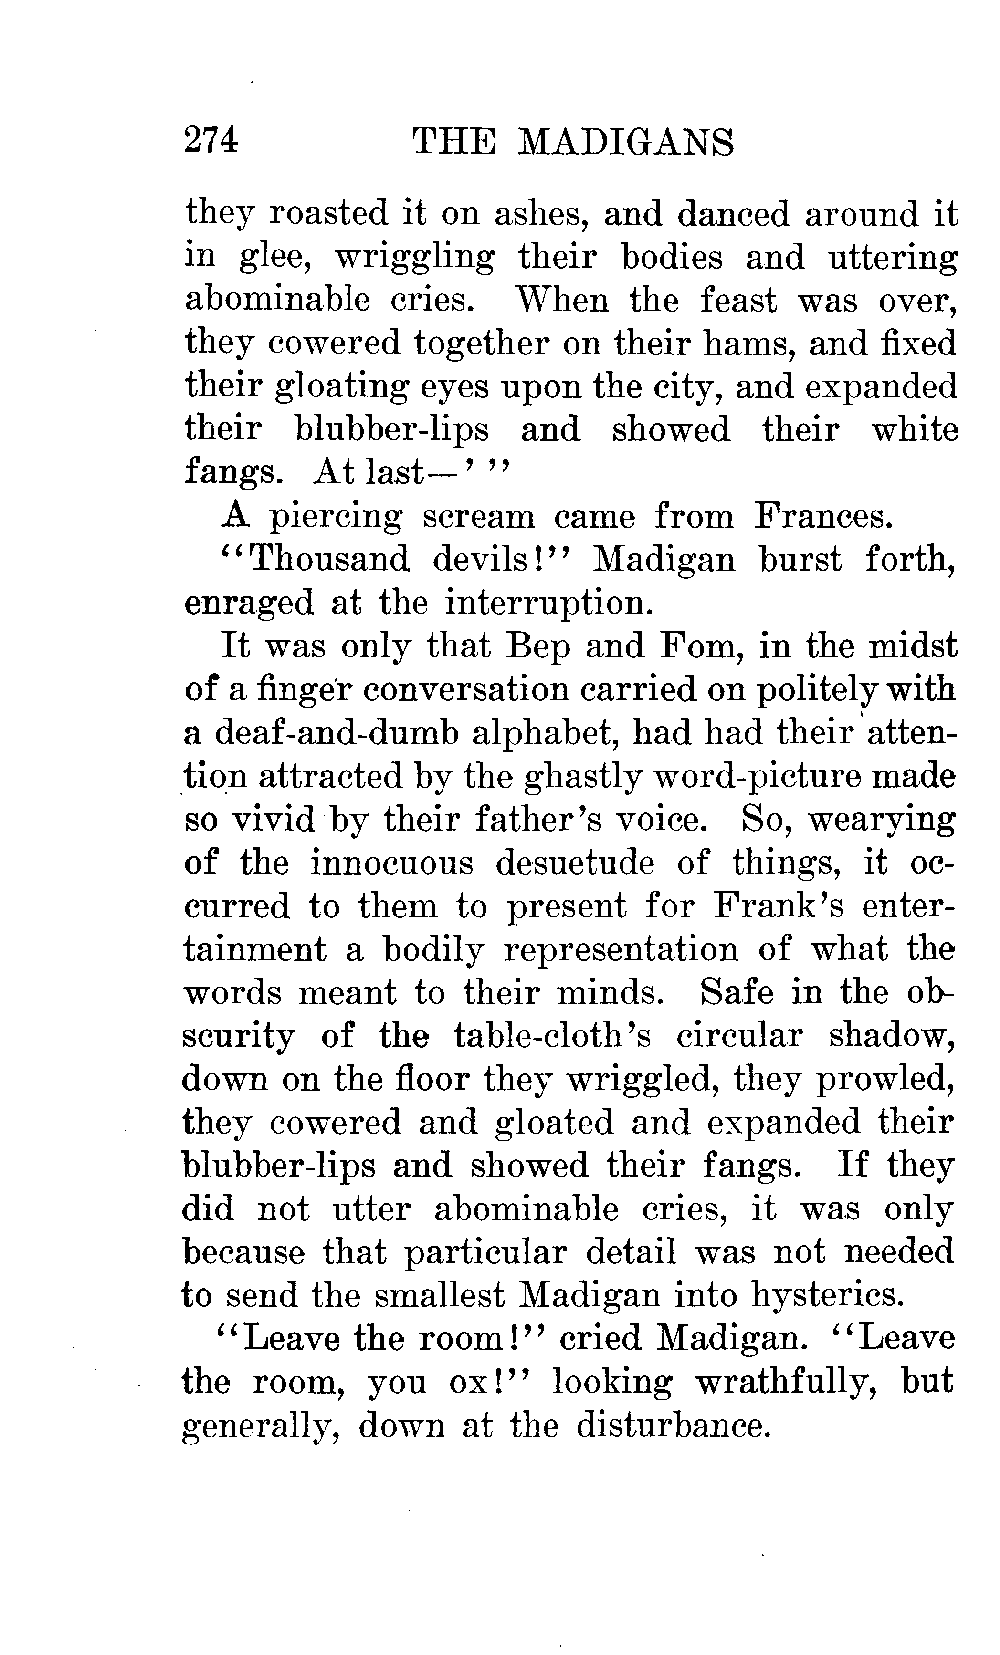 274 THE MADIGANS
they roasted it on ashes, and danced around it
in glee, wriggling their bodies and uttering
abominable cries. When the feast was over,
they cowered together on their hams, and fixed
their gloating eyes upon the city, and expanded
their blubber-lips and showed their white
fangs. At last—' ''
A piercing scream came from Frances.
"Thousand devils!" Madigan burst forth,
enraged at the interruption.
It was only that Bep and Fom, in the midst
of a finger conversation carried on politely with
a deaf-and-dumb alphabet, had had their atten-
tion attracted by the ghastly word-picture made
so vivid by their father's voice. So, wearying
of the innocuous desuetude of things, it oc-
curred to them to present for Frank's enter-
tainment a bodily representation of what the
words meant to their minds. Safe in the ob-
scurity of the table-cloth's circular shadow,
down on the floor they wriggled, they prowled,
they cowered and gloated and expanded their
blubber-lips and showed their fangs. If they
did not utter abominable cries, it was only
because that particular detail was not needed
to send the smallest Madigan into hysterics.
"Leave the room!" cried Madigan. "Leave
the room, you ox!" looking wrathfully, but
generally, down at the disturbance.